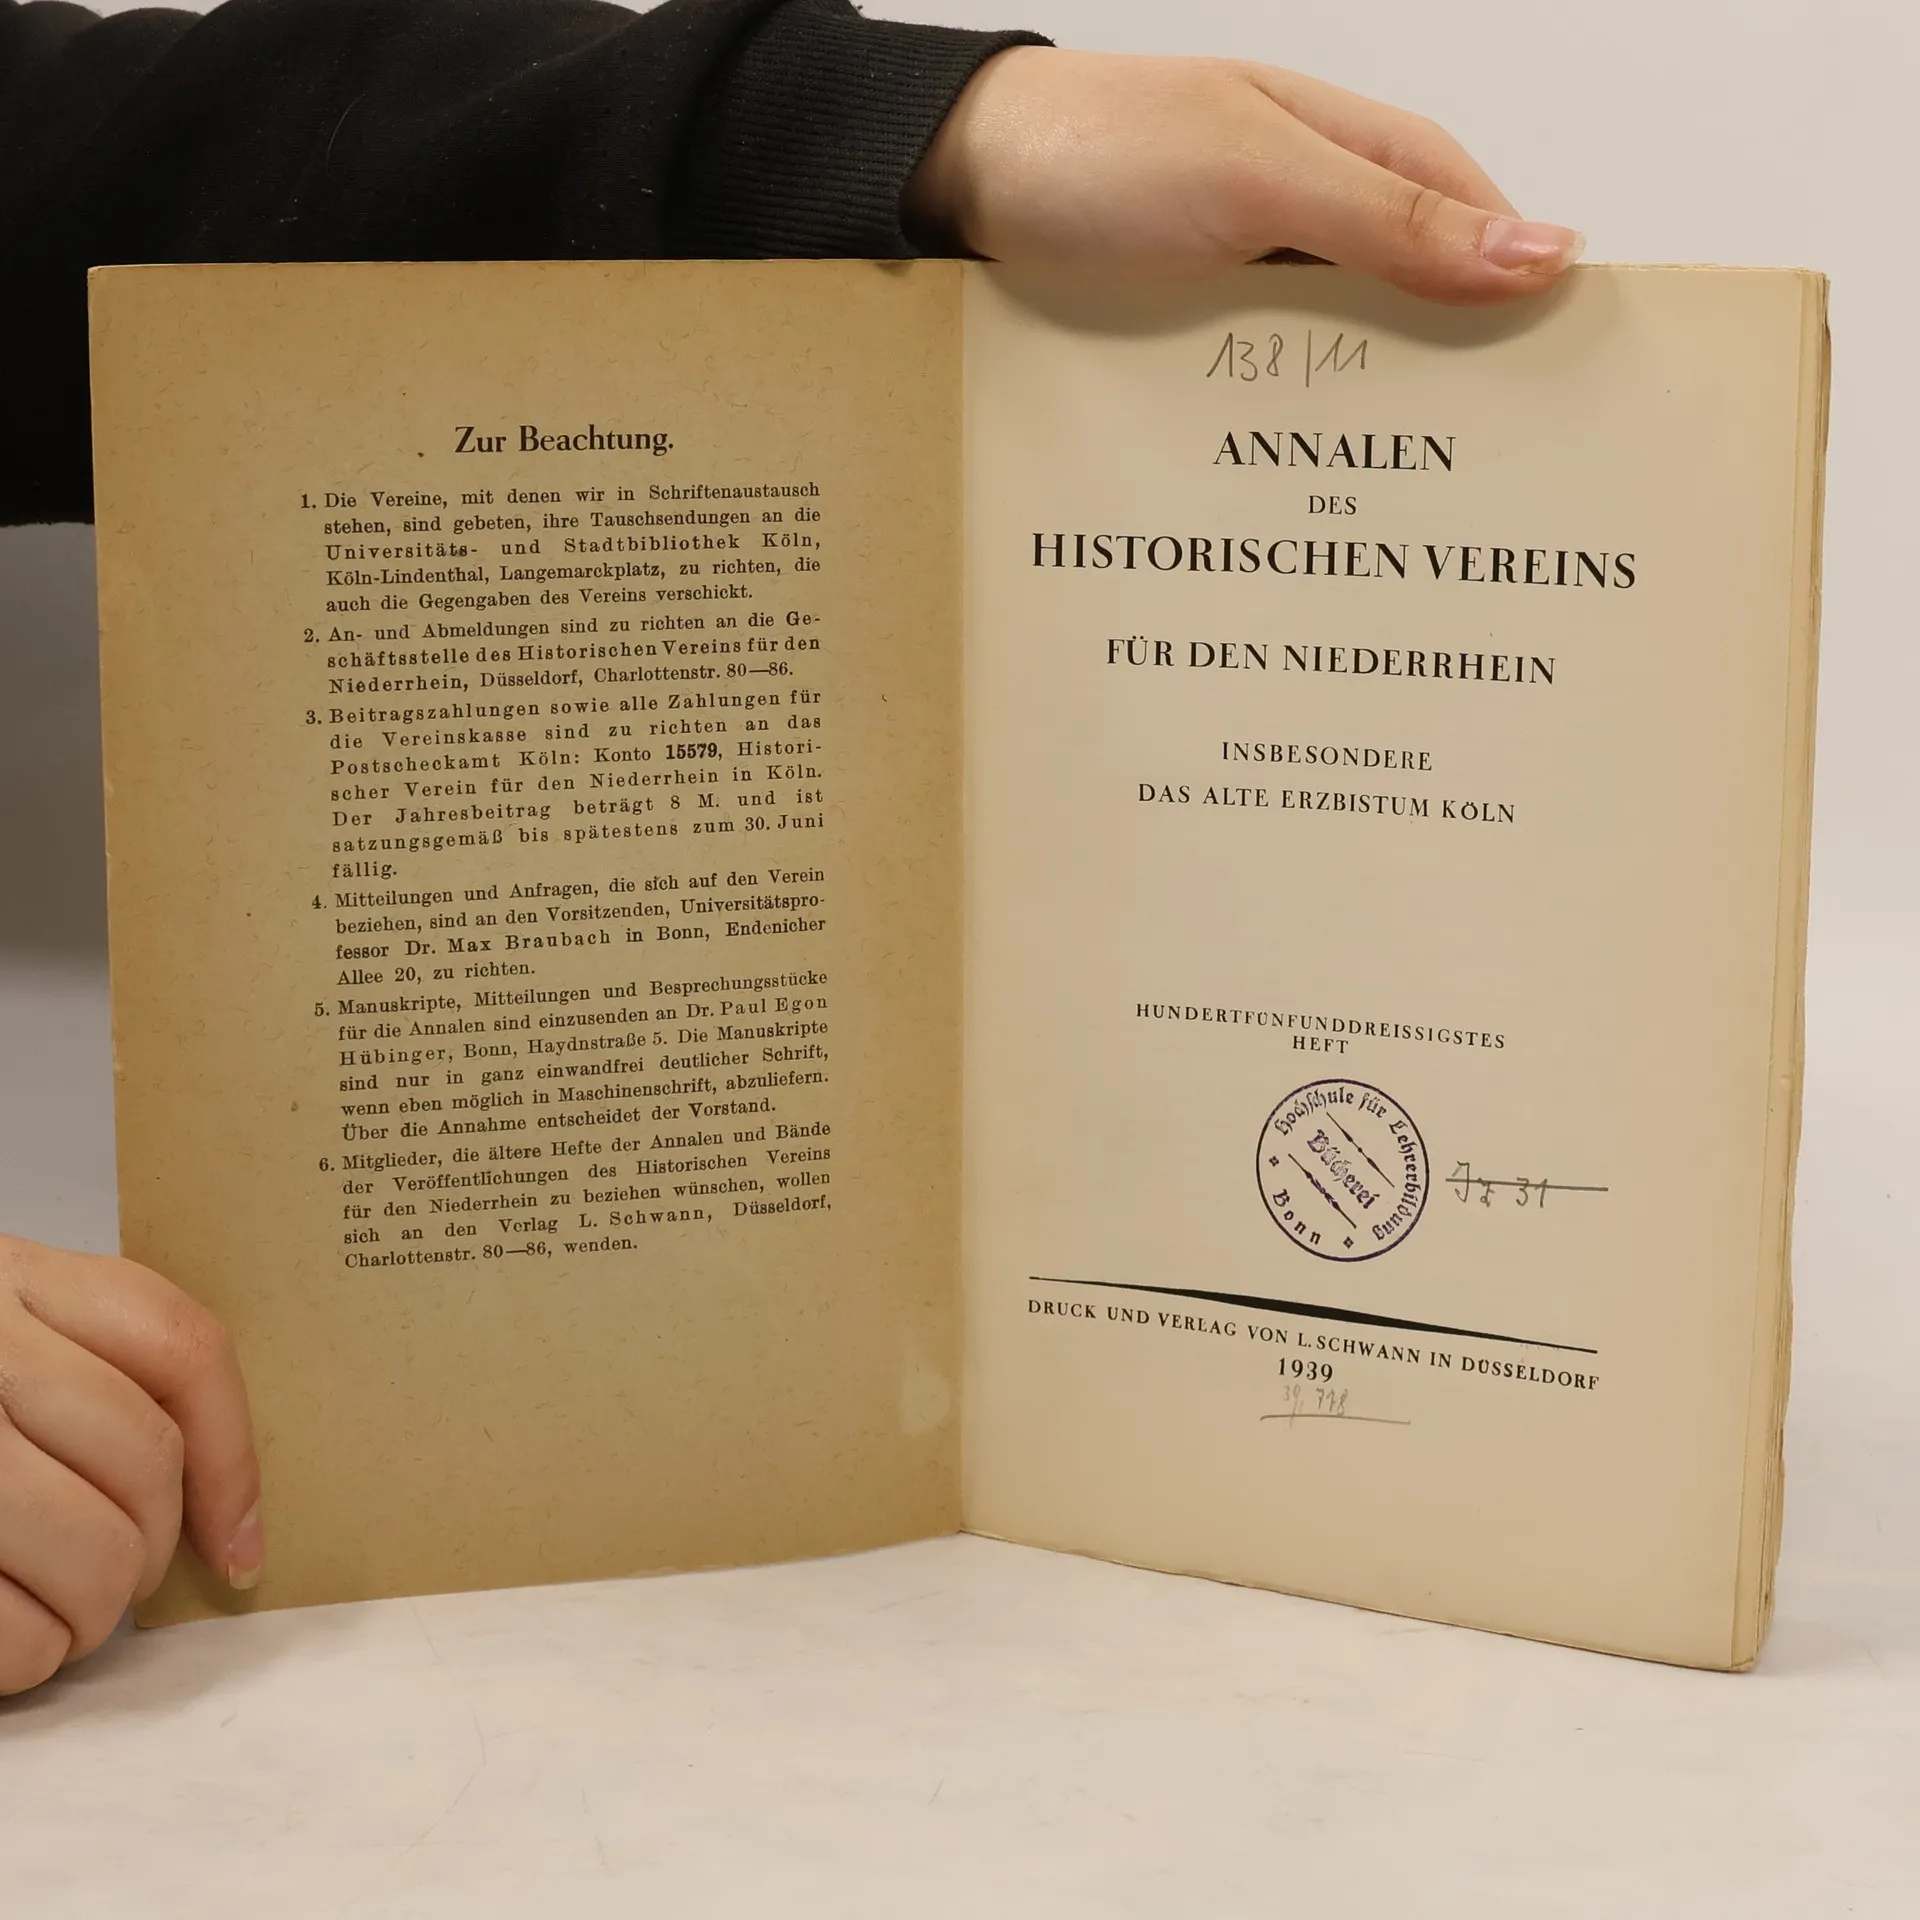 Zur Beachtung.
1. Die Vereine, mit denen wir in Schriftenaustausch
stehen, sind gebeten, ihre Tauschsendungen an die
Universitäts- und Stadtbibliothek Köln,
Köln-Lindenthal, Langemarckplatz, zu richten, die
auch die Gegengaben des Vereins verschickt.
2. An- und Abmeldungen sind zu richten an die Ge-
schäftsstelle des Historischen Vereins für den
Niederrhein, Düsseldorf, Charlottenstr. 80—86.
3. Beitragszahlungen sowie alle Zahlungen für
die Vereinskasse sind zu richten an das
Postscheckamt Köln: Konto 15579, Histori-
scher Verein für den Niederrhein in Köln.
Der Jahresbeitrag beträgt 8 M. und ist
satzungsgemäß bis spätestens zum 30. Juni
fällig.
4. Mitteilungen und Anfragen, die sich auf den Verein
beziehen, sind an den Vorsitzenden, Universitätspro-
fessor Dr. Max Braubach in Bonn, Endenicher
Allee 20, zu richten.
5. Manuskripte, Mitteilungen und Besprechungsstücke
für die Annalen sind einzusenden an Dr. Paul Egon
Hübinger, Bonn, Haydnstraße 5. Die Manuskripte
sind nur in ganz einwandfrei deutlicher Schrift,
wenn eben möglich in Maschinenschrift, abzuliefern.
Über die Annahme entscheidet der Vorstand.
6. Mitglieder, die ältere Hefte der Annalen und Bände
der Veröffentlichungen des Historischen Vereins
für den Niederrhein zu beziehen wünschen, wollen
sich an den Verlag L. Schwann, Düsseldorf,
Charlottenstr. 80—86, wenden.
138/11
ANNALEN
DES
HISTORISCHEN VEREINS
FÜR DEN NIEDERRHEIN
INSBESONDERE
DAS ALTE ERZBISTUM KÖLN
HUNDERTFÜNFUNDDREISSIGSTES
HEFT
Hochschule für Lehrerbildung
Bücherei
Bonn
31
DRUCK UND VERLAG VON L. SCHWANN IN DÜSSELDORF
1939
39, 778